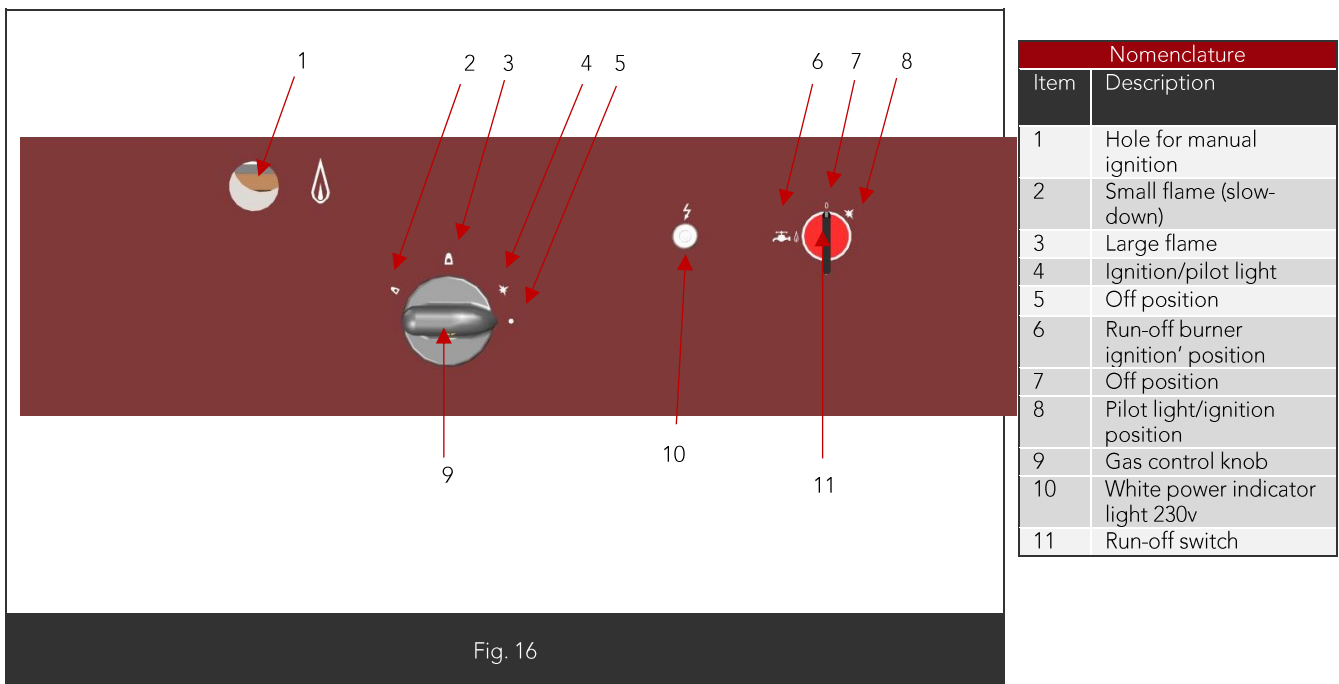 1
2
3
4
5
6
7
8
0
10
9
11
Fig. 16
Nomenclature
Item Description
1 Hole for manual
ignition
2 Small flame (slow-
down)
3 Large flame
4 Ignition/pilot light
5 Off position
6 Run-off burner
ignition’ position
7 Off position
8 Pilot light/ignition
position
9 Gas control knob
10 White power indicator
light 230v
11 Run-off switch